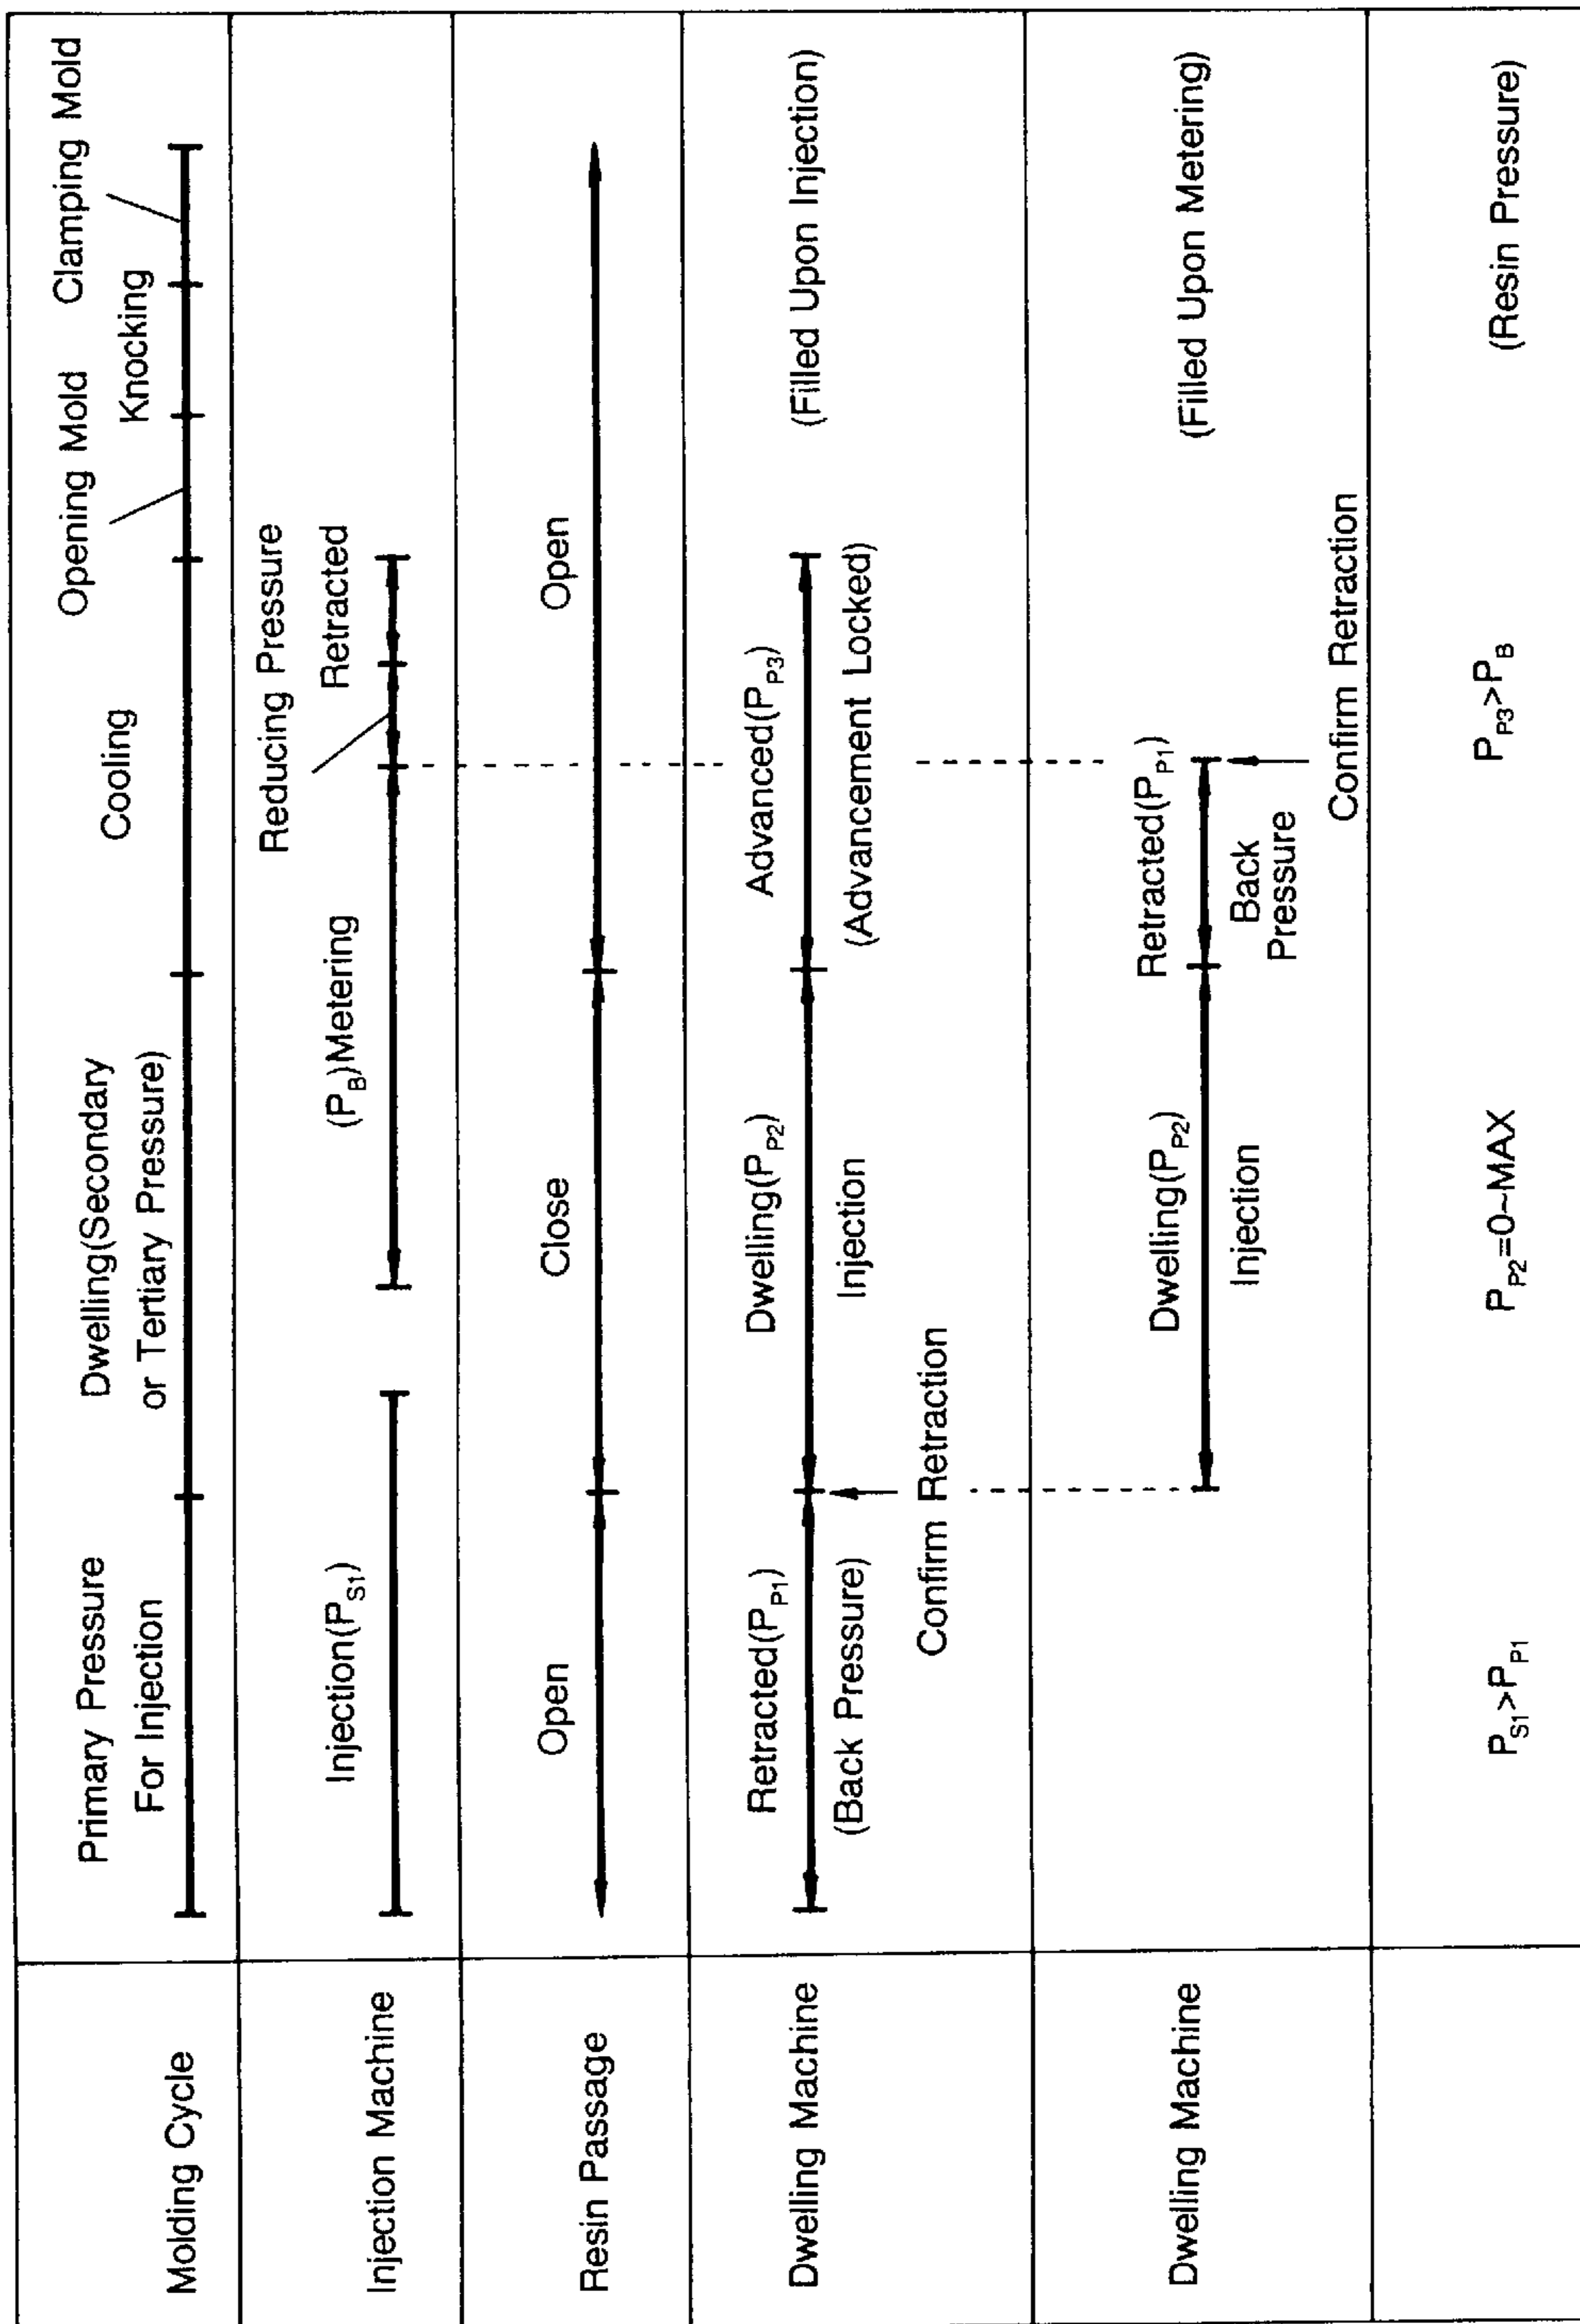 Molding Cycle
Primary Pressure
For Injection
Dwelling(Secondary
or Tertiary Pressure)
Cooling
Opening Mold
Knocking
Clamping Mold
Injection Machine
Injection(PS1)
(PB)Metering
Reducing Pressure
Retracted
Resin Passage
Open
Close
Open
Dwelling Machine
Retracted(PP1)
(Back Pressure)
Confirm Retraction
Dwelling(PP2)
Injection
Advanced(PP3)
(Advancement Locked)
(Filled Upon Injection)
Dwelling Machine
Dwelling(PP2)
Injection
Retracted(PP1)
Back
Pressure
Confirm Retraction
(Filled Upon Metering)
PS1>PP1
PP2=0~MAX
PP3>PB
(Resin Pressure)